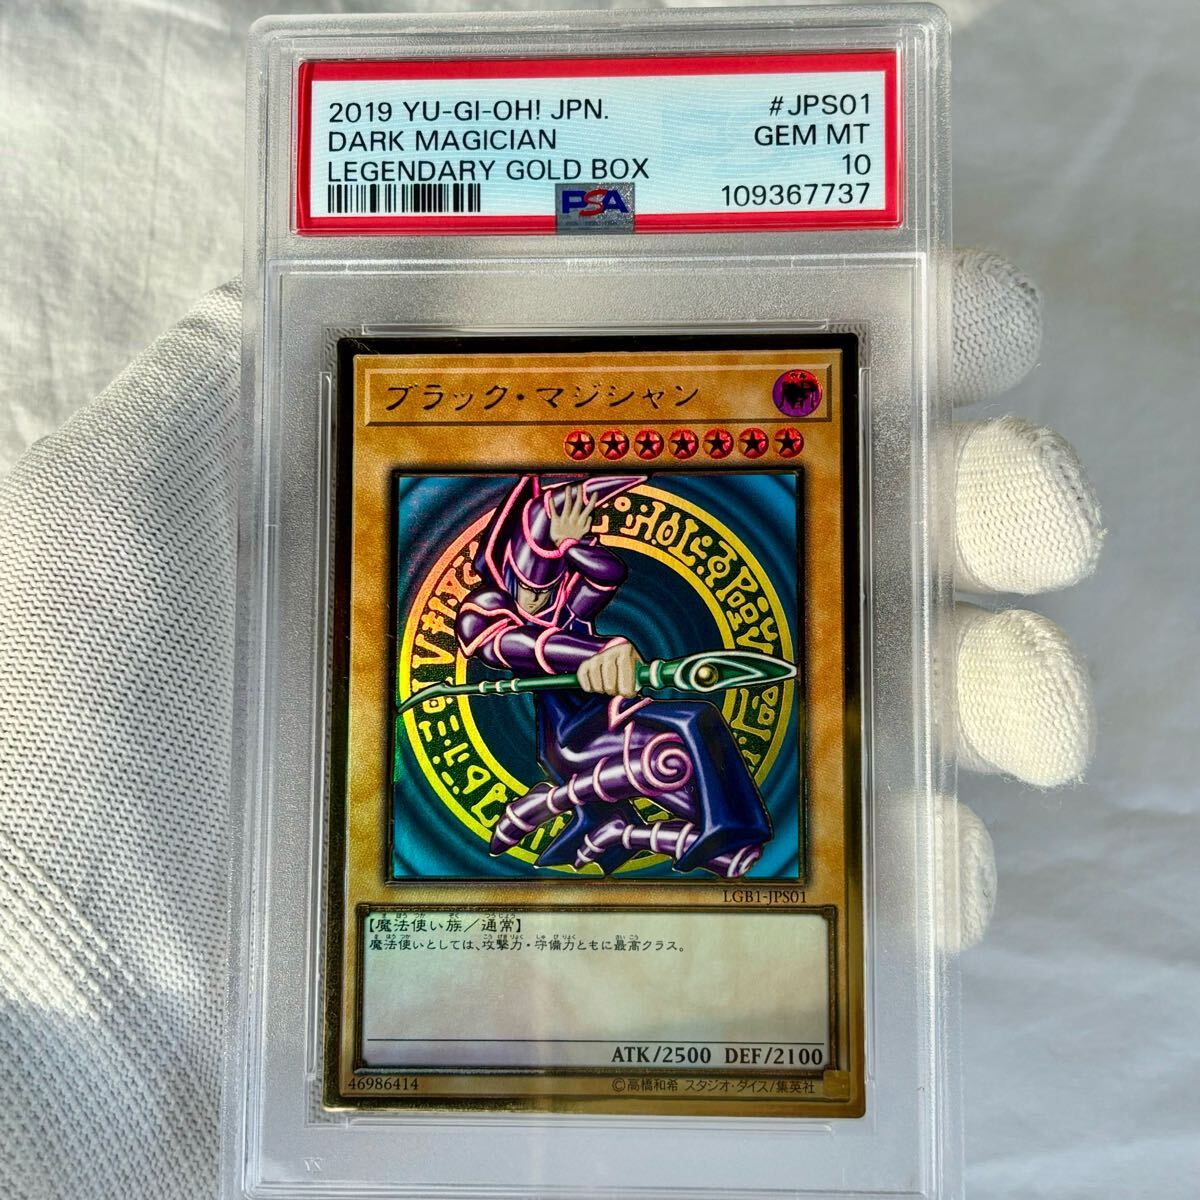 2019 YU-GI-OH! JPN. #JPS01
DARK MAGICIAN GEM MT
LEGENDARY GOLD BOX 10
PSA 109367737
ブラック・マジシャン
LGB1-JPS01
【魔法使い族/通常】
魔法使いとしては、攻撃力・守備力ともに最高クラス。
ATK/2500 DEF/2100
46986414 ©高橋和希 スタジオ・ダイス/集英社